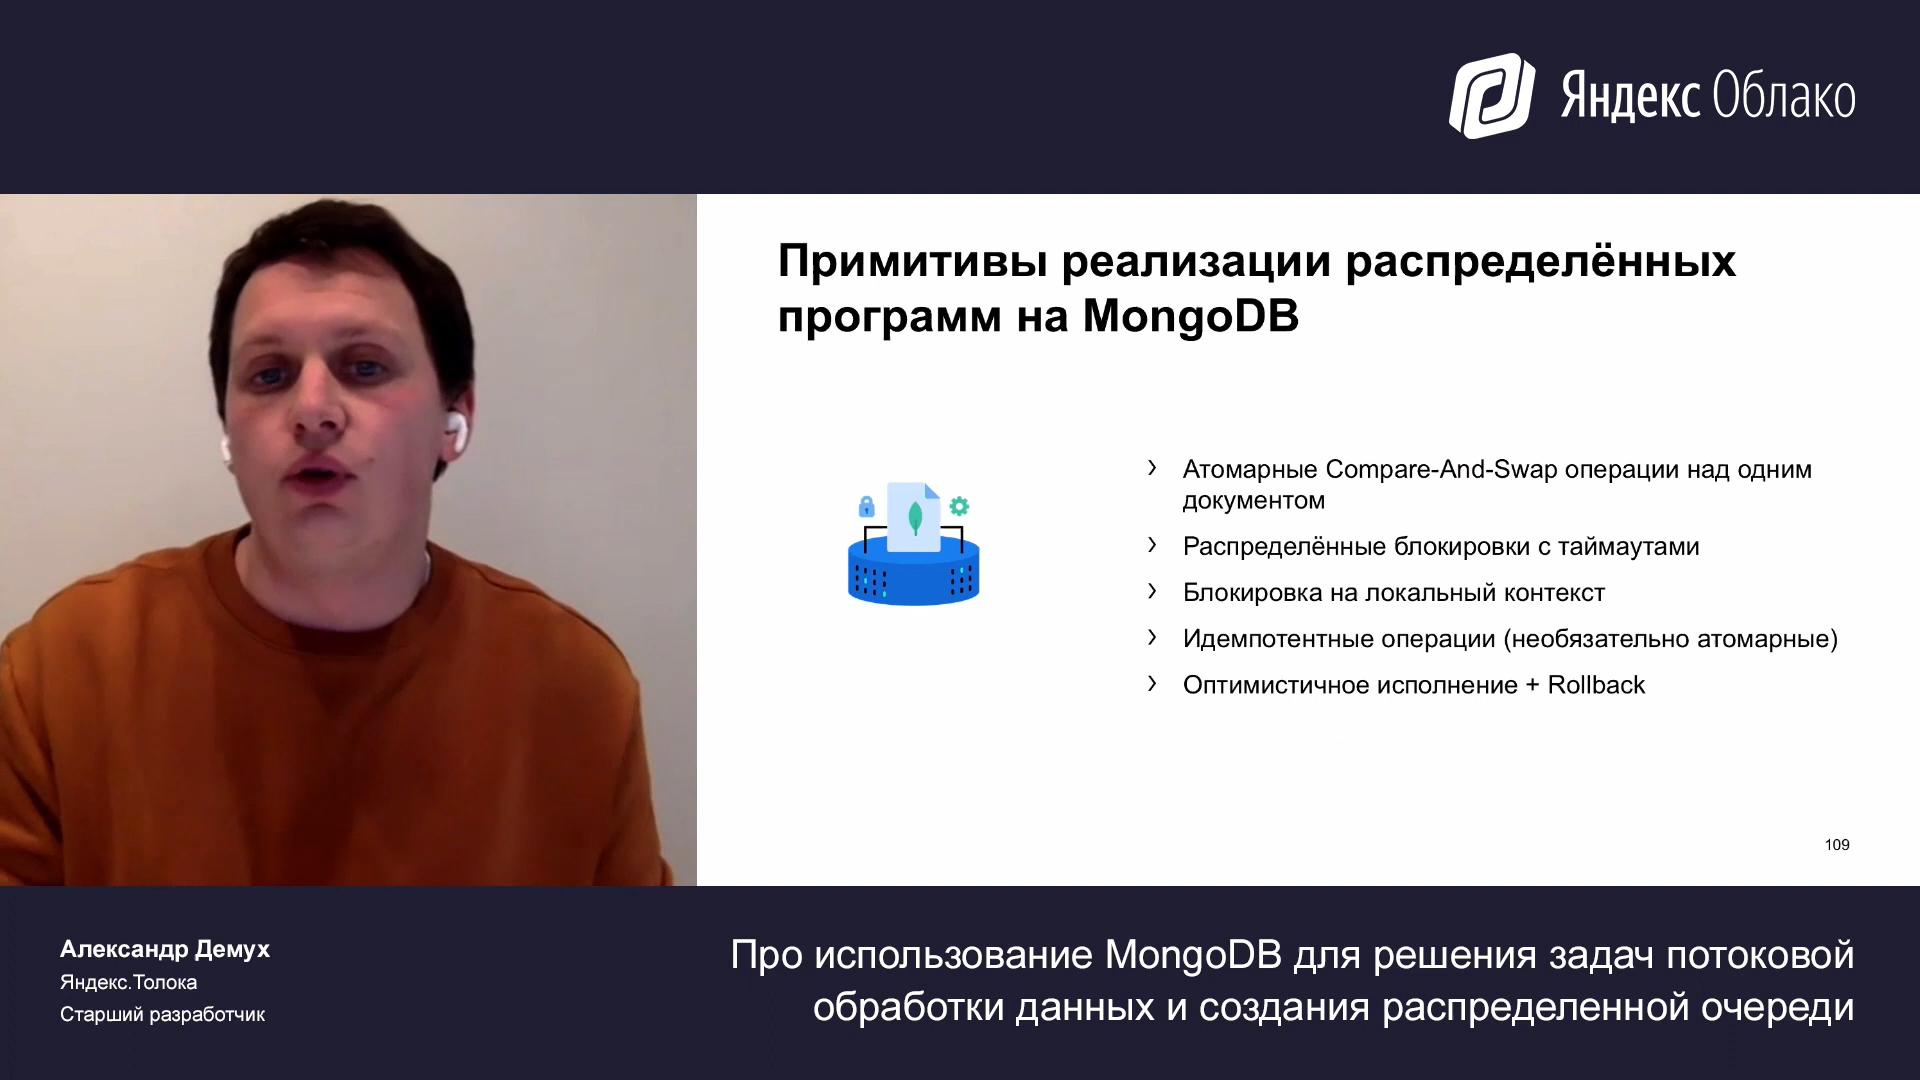 Яндекс Облако
Примитивы реализации распределённых
программ на MongoDB
› Атомарные Compare-And-Swap операции над одним
документом
› Распределённые блокировки с таймаутами
› Блокировка на локальный контекст
› Идемпотентные операции (необязательно атомарные)
› Оптимистичное исполнение + Rollback
109
Александр Демух
Яндекс.Толока
Старший разработчик
Про использование MongoDB для решения задач потоковой
обработки данных и создания распределенной очереди